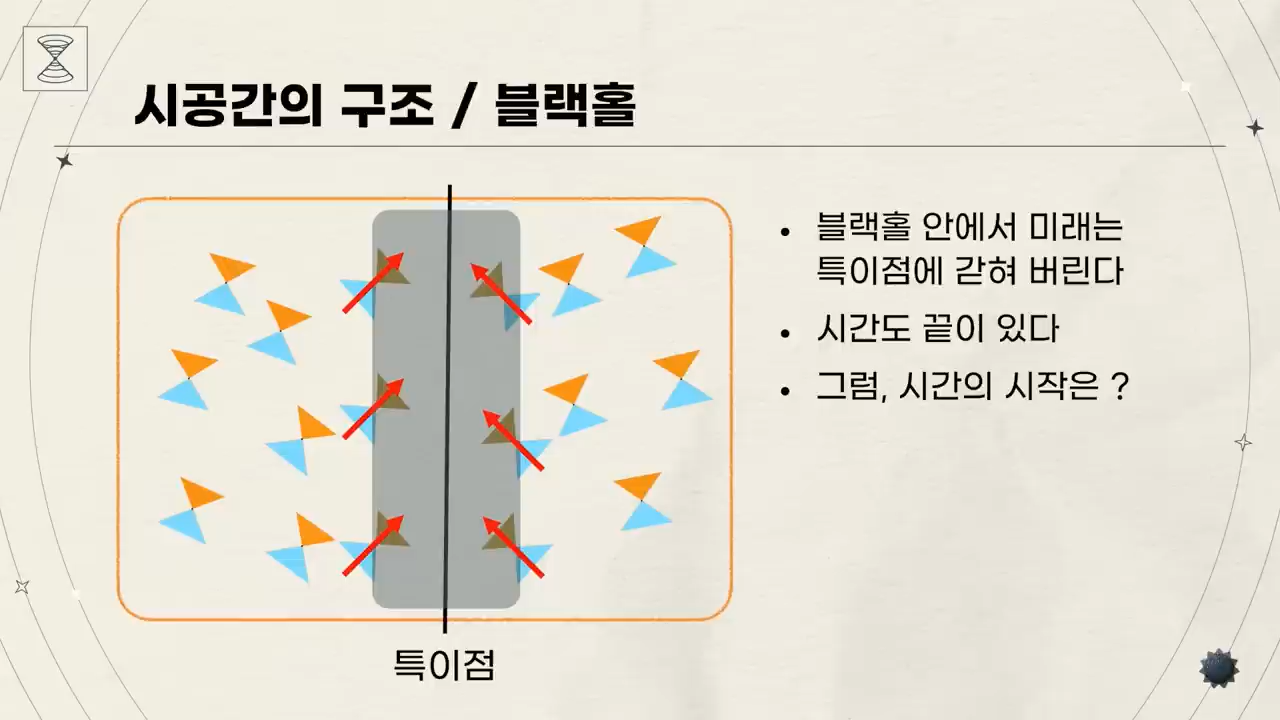 시공간의 구조 / 블랙홀
• 블랙홀 안에서 미래는
특이점에 갇혀 버린다
• 시간도 끝이 있다
• 그럼, 시간의 시작은 ?
특이점